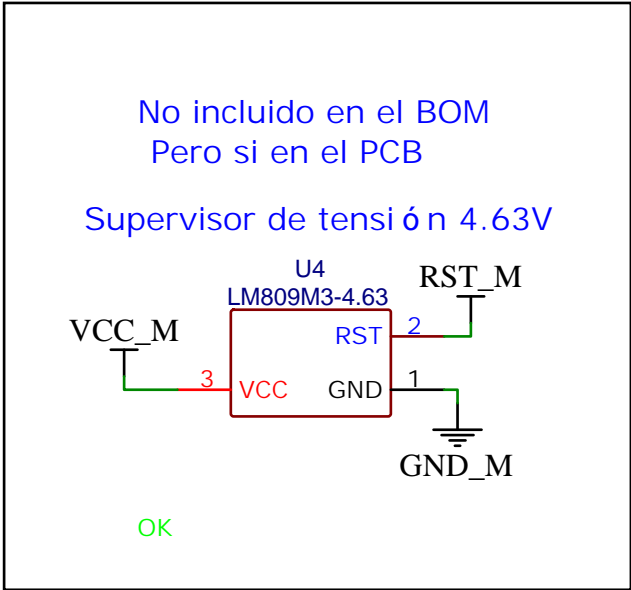 No incluido en el BOM
Pero si en el PCB
Supervisor de tensión 4.63V
U4
LM809M3-4.63
RST_M
VCC_M
RST 2
3 VCC
GND 1
GND_M
OK